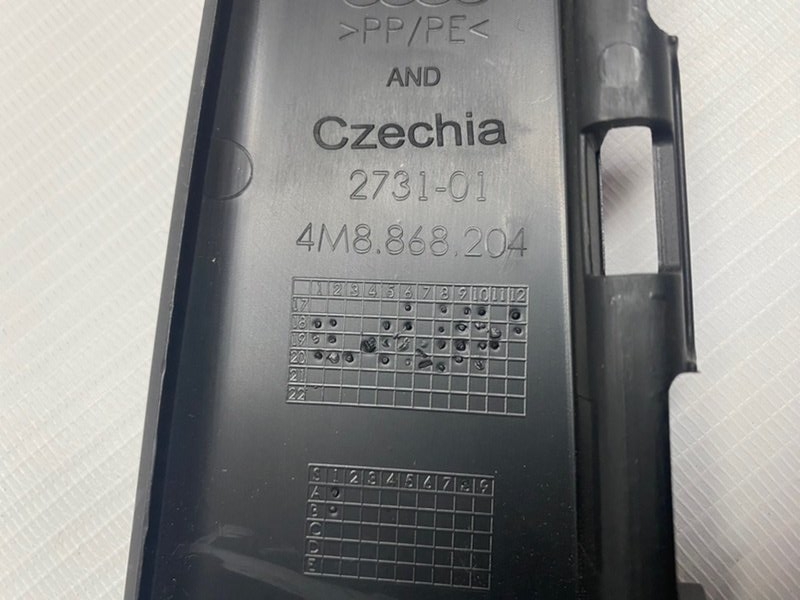 >PP/PE<
AND
Czechia
2731-01
4M8.868.204
1 2 3 4 5 6 7 8 9 10 11 12
17
18
19
20
21
22
S 1 2 3 4 5 6 7 8 9
A
B
C
D
E